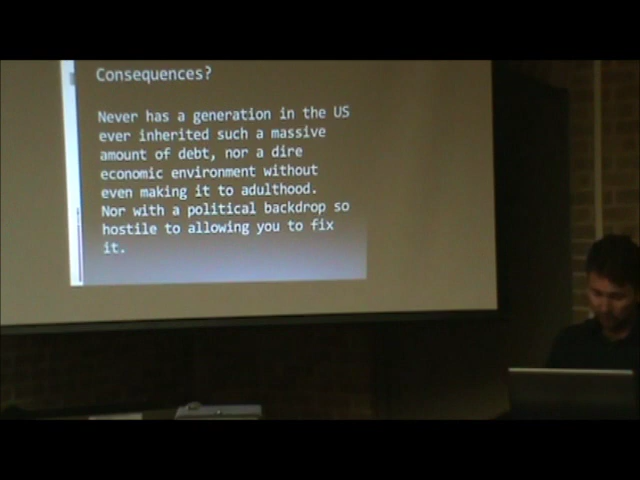 Consequences?
Never has a generation in the US
ever inherited such a massive
amount of debt, nor a dire
economic environment without
even making it to adulthood.
Nor with a political backdrop so
hostile to allowing you to fix
it.